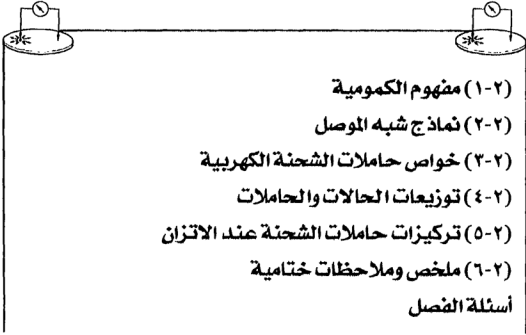 (٢-١) مفهوم الكمومية
(٢-٢) نماذج شبه الموصل
(٢-٣) خواص حاملات الشحنة الكهربية
(٢-٤) توزيعات الحالات والحاملات
(٢-٥) تركيزات حاملات الشحنة عند الاتزان
(٢-٦) ملخص وملاحظات ختامية
أسئلة الفصل